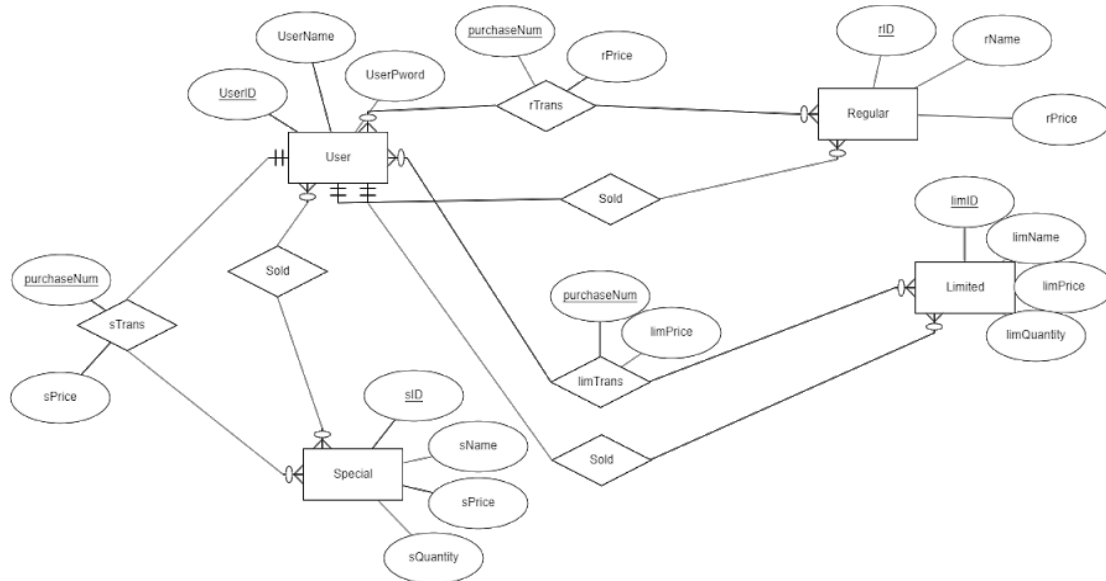 purchaseNum
rID
UserName
rName
rPrice
UserPword
UserID
rTrans
Regular
rPrice
User
Sold
limID
limName
Sold
purchaseNum
purchaseNum
Limited
limPrice
sTrans
limPrice
limQuantity
limTrans
sPrice
sID
sName
Sold
Special
sPrice
sQuantity